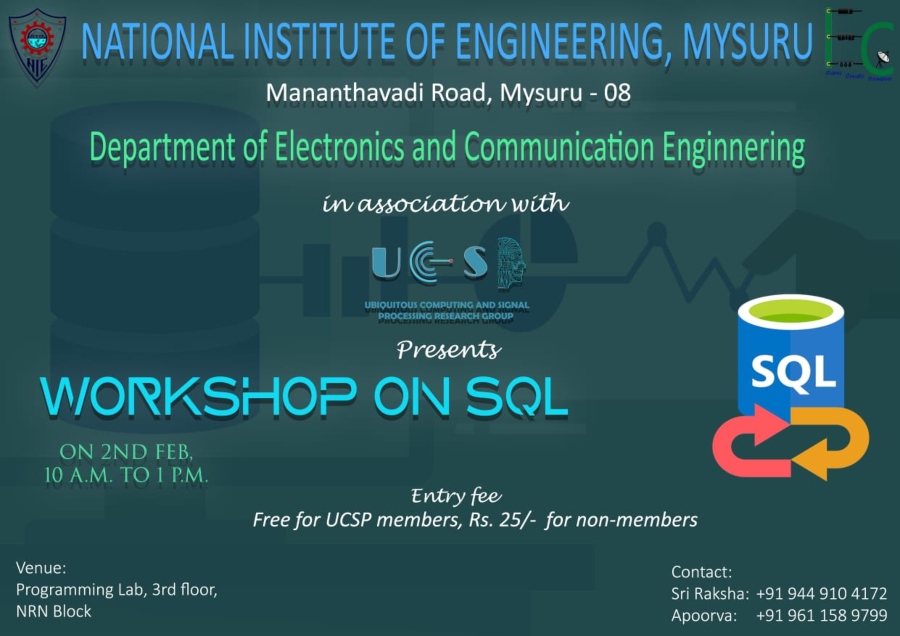 NATIONAL INSTITUTE OF ENGINEERING, MYSURU
NIE
EC
Mananthavadi Road, Mysuru - 08
Department of Electronics and Communication Enginnering
in association with
UC-S
UBIQUITOUS COMPUTING AND SIGNAL
PROCESSING RESEARCH GROUP
Presents
WORKSHOP ON SQL
SQL
ON 2ND FEB,
10 A.M. TO 1 P.M.
Entry fee
Free for UCSP members, Rs. 25/- for non-members
Venue:
Programming Lab, 3rd floor,
NRN Block
Contact:
Sri Raksha: +91 944 910 4172
Apoorva: +91 961 158 9799